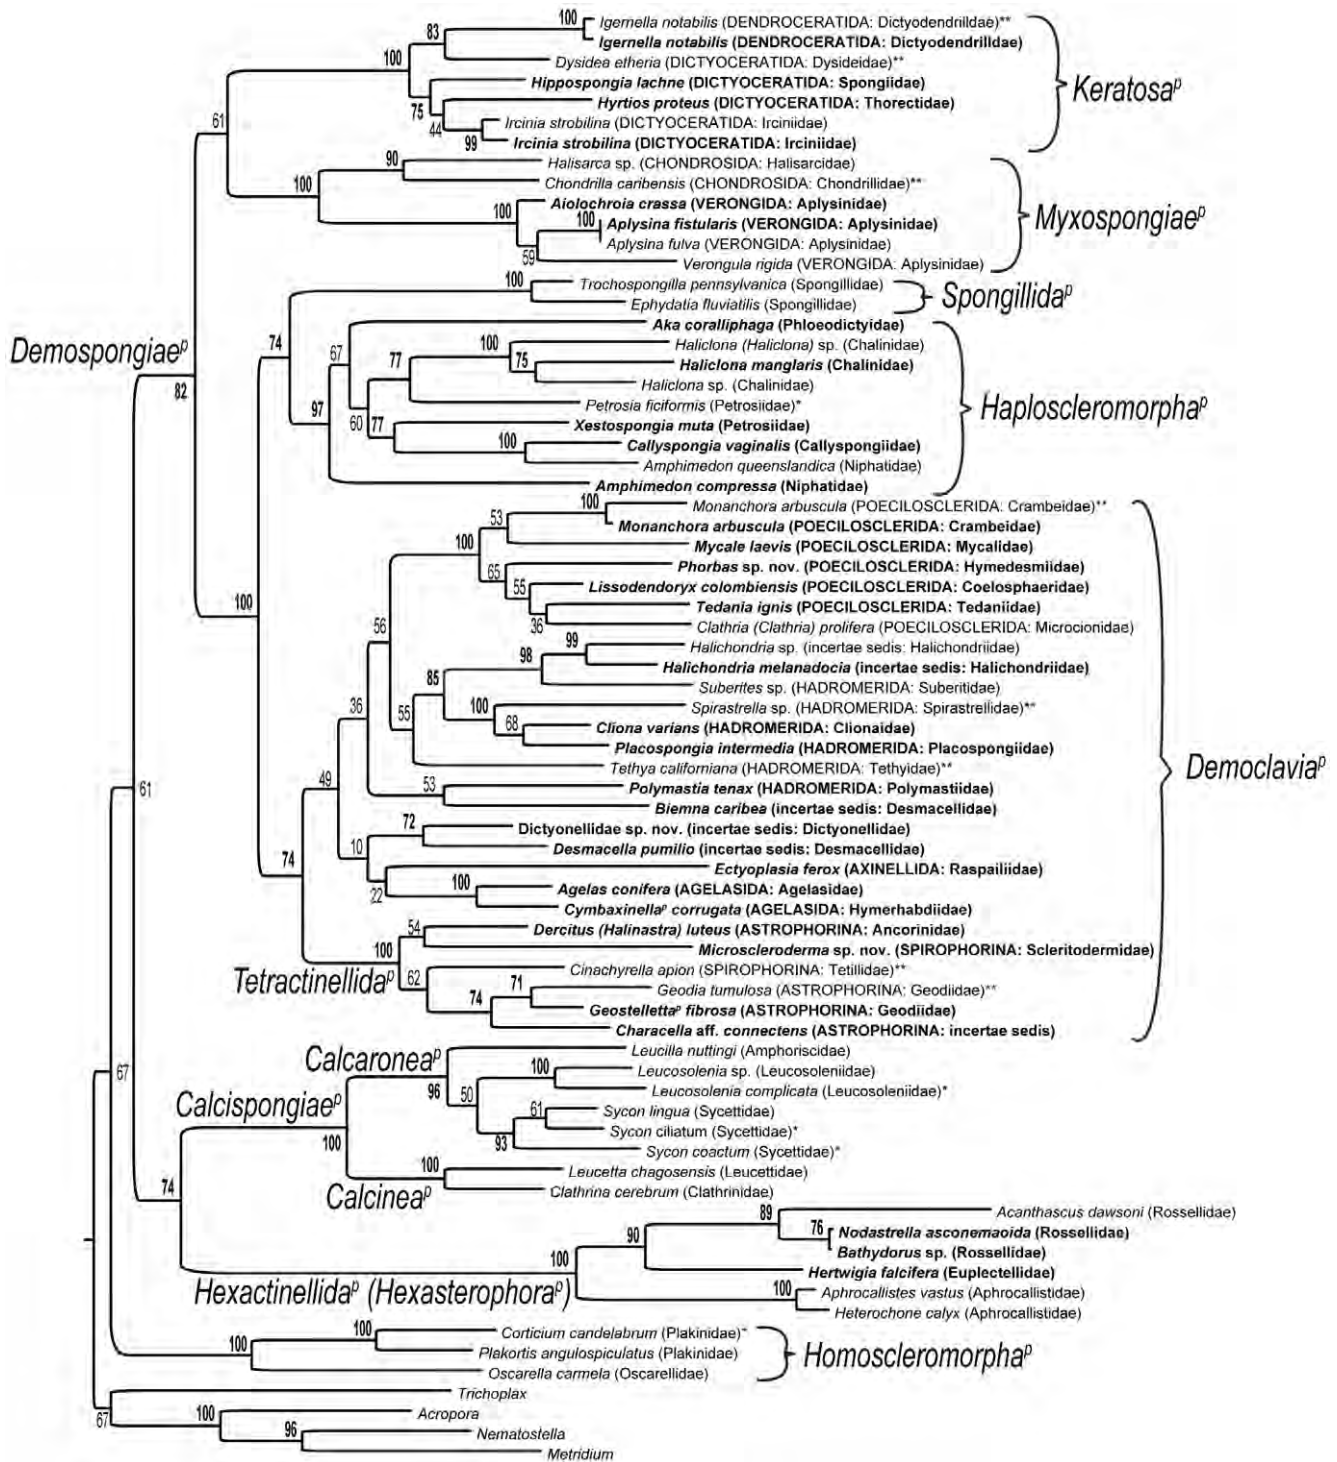 100 Igernella notabilis (DENDROCERATIDA: Dictyodendrilldae)**
83 Igernella notabilis (DENDROCERATIDA: Dictyodendrilldae)
100 Dysidea etheria (DICTYOCERATIDA: Dysideidae)**
Hippospongia lachne (DICTYOCERATIDA: Spongiidae)
Keratosa^p
75 Hyrtios proteus (DICTYOCERATIDA: Thorectidae)
61 44 Ircinia strobilina (DICTYOCERATIDA: Irciniidae)
99 Ircinia strobilina (DICTYOCERATIDA: Irciniidae)
90 Halisarca sp. (CHONDROSIDA: Halisarcidae)
100 Chondrilla caribensis (CHONDROSIDA: Chondrillidae)**
100 Aiolochroia crassa (VERONGIDA: Aplysinidae)
100 Aplysina fistularis (VERONGIDA: Aplysinidae)
Myxospongiae^p
Aplysina fulva (VERONGIDA: Aplysinidae)
59 Verongula rigida (VERONGIDA: Aplysinidae)
100 Trochospongilla pennsylvanica (Spongillidae)
Spongillida^p
Ephydatia fluviatilis (Spongillidae)
Aka coralliphaga (Phloeodictyidae)
74 67 100 Haliclona (Haliclona) sp. (Chalinidae)
Demospongiae^p
82 77 75 Haliclona manglaris (Chalinidae)
Haliclona sp. (Chalinidae)
97 Petrosia ficiformis (Petrosiidae)*
Haploscleromorpha^p
60 77 Xestospongia muta (Petrosiidae)
100 Callyspongia vaginalis (Callyspongiidae)
Amphimedon queenslandica (Niphatidae)
Amphimedon compressa (Niphatidae)
100 Monanchora arbuscula (POECILOSCLERIDA: Crambeidae)**
53 Monanchora arbuscula (POECILOSCLERIDA: Crambeidae)
100 Mycale laevis (POECILOSCLERIDA: Mycalidae)
65 Phorbas sp. nov. (POECILOSCLERIDA: Hymedesmiidae)
55 Lissodendoryx colombiensis (POECILOSCLERIDA: Coelosphaeridae)
100 Tedania ignis (POECILOSCLERIDA: Tedaniidae)
56 36 Clathria (Clathria) prolifera (POECILOSCLERIDA: Microcionidae)
99 Halichondria sp. (incertae sedis: Halichondriidae)
98 Halichondria melanadocia (incertae sedis: Halichondriidae)
85 Suberites sp. (HADROMERIDA: Suberitidae)
36 55 100 Spirastrella sp. (HADROMERIDA: Spirastrellidae)**
68 Cliona varians (HADROMERIDA: Clionaidae)
Placospongia intermedia (HADROMERIDA: Placospongiidae)
Tethya californiana (HADROMERIDA: Tethyidae)**
Democlavia^p
49 53 Polymastia tenax (HADROMERIDA: Polymastiidae)
61 Biemna caribea (incertae sedis: Desmacellidae)
72 Dictyonellidae sp. nov. (incertae sedis: Dictyonellidae)
10 Desmacella pumilio (incertae sedis: Desmacellidae)
74 Ectyoplasia ferox (AXINELLIDA: Raspailiidae)
22 100 Agelas conifera (AGELASIDA: Agelasidae)
Cymbaxinella^p corrugata (AGELASIDA: Hymerhabdiidae)
54 Dercitus (Halinastra) luteus (ASTROPHORINA: Ancorinidae)
100 Microscleroderma sp. nov. (SPIROPHORINA: Scleritodermidae)
Tetractinellida^p
62 Cinachyrella apion (SPIROPHORINA: Tetillidae)**
71 Geodia tumulosa (ASTROPHORINA: Geodiidae)**
74 Geostelletta^p fibrosa (ASTROPHORINA: Geodiidae)
Characella aff. connectens (ASTROPHORINA: incertae sedis)
Calcaronea^p
Leucilla nuttingi (Amphoriscidae)
67 96 100 Leucosolenia sp. (Leucosoleniidae)
50 Leucosolenia complicata (Leucosoleniidae)*
Calcispongiae^p
61 Sycon lingua (Sycettidae)
Sycon ciliatum (Sycettidae)*
100 93 Sycon coactum (Sycettidae)*
100 Leucetta chagosensis (Leucettidae)
74 Calcinea^p
Clathrina cerebrum (Clathrinidae)
89 Acanthascus dawsoni (Rossellidae)
90 76 Nodastrella asconemaoida (Rossellidae)
Bathydorus sp. (Rossellidae)
100 Hertwigia falcifera (Euplectellidae)
Hexactinellida^p (Hexasterophora^p)
100 Aphrocallistes vastus (Aphrocallistidae)
Heterochone calyx (Aphrocallistidae)
100 Corticium candelabrum (Plakinidae)*
100 Plakortis angulospiculatus (Plakinidae)
Homoscleromorpha^p
Oscarella carmela (Oscarellidae)
Trichoplax
67 100 Acropora
96 Nematostella
Metridium